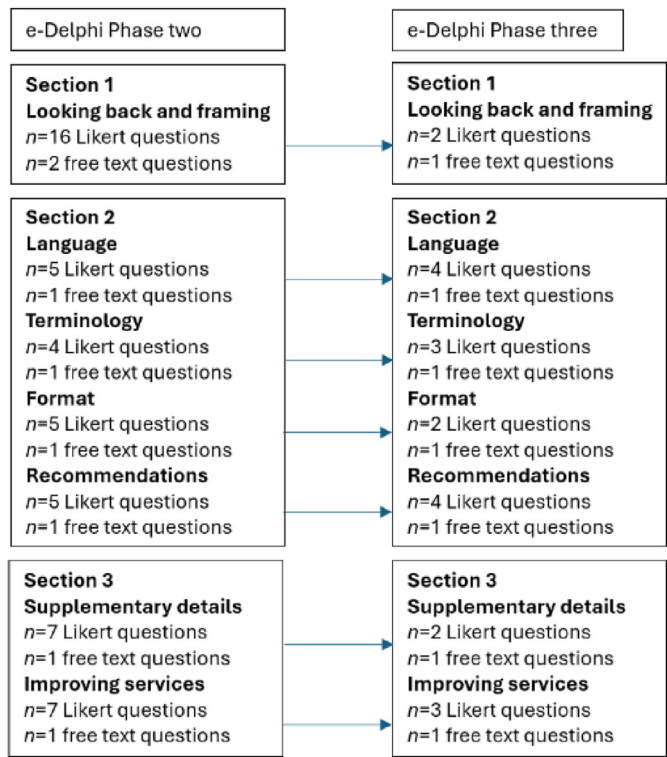 e-Delphi Phase two
Section 1
Looking back and framing
n=16 Likert questions
n=2 free text questions
Section 2
Language
n=5 Likert questions
n=1 free text questions
Terminology
n=4 Likert questions
n=1 free text questions
Format
n=5 Likert questions
n=1 free text questions
Recommendations
n=5 Likert questions
n=1 free text questions
Section 3
Supplementary details
n=7 Likert questions
n=1 free text questions
Improving services
n=7 Likert questions
n=1 free text questions
e-Delphi Phase three
Section 1
Looking back and framing
n=2 Likert questions
n=1 free text questions
Section 2
Language
n=4 Likert questions
n=1 free text questions
Terminology
n=3 Likert questions
n=1 free text questions
Format
n=2 Likert questions
n=1 free text questions
Recommendations
n=4 Likert questions
n=1 free text questions
Section 3
Supplementary details
n=2 Likert questions
n=1 free text questions
Improving services
n=3 Likert questions
n=1 free text questions